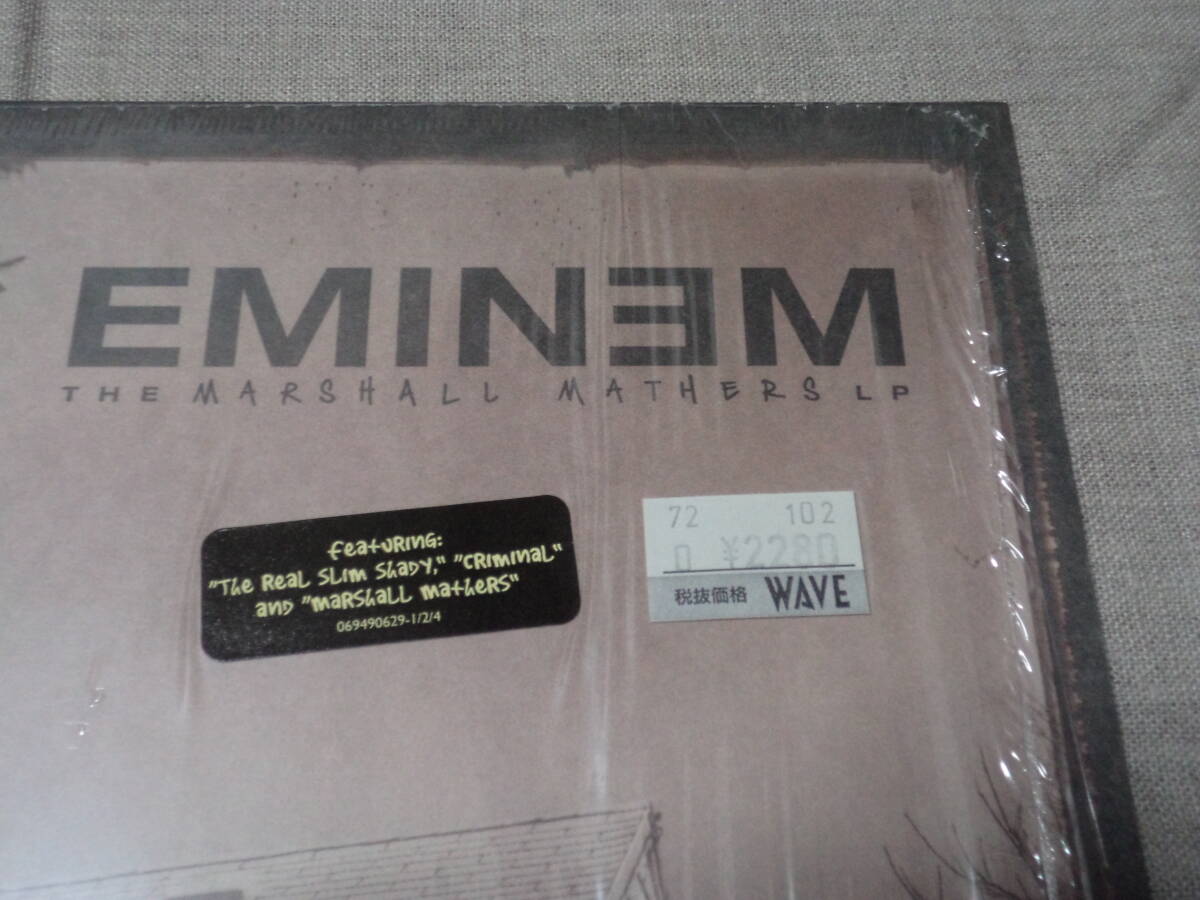 EMINƎM
THE MARSHALL MATHERS LP
featuring:
"The Real Slim Shady," "Criminal"
and "Marshall Mathers"
069490629-1/2/4
72 102
0 ¥2280
税抜価格 WAVE